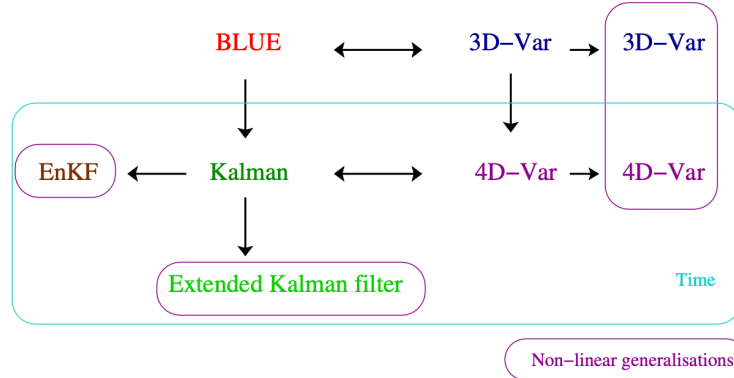 BLUE 3D−Var 3D−Var
EnKF Kalman 4D−Var 4D−Var
Extended Kalman filter
Time
Non−linear generalisations